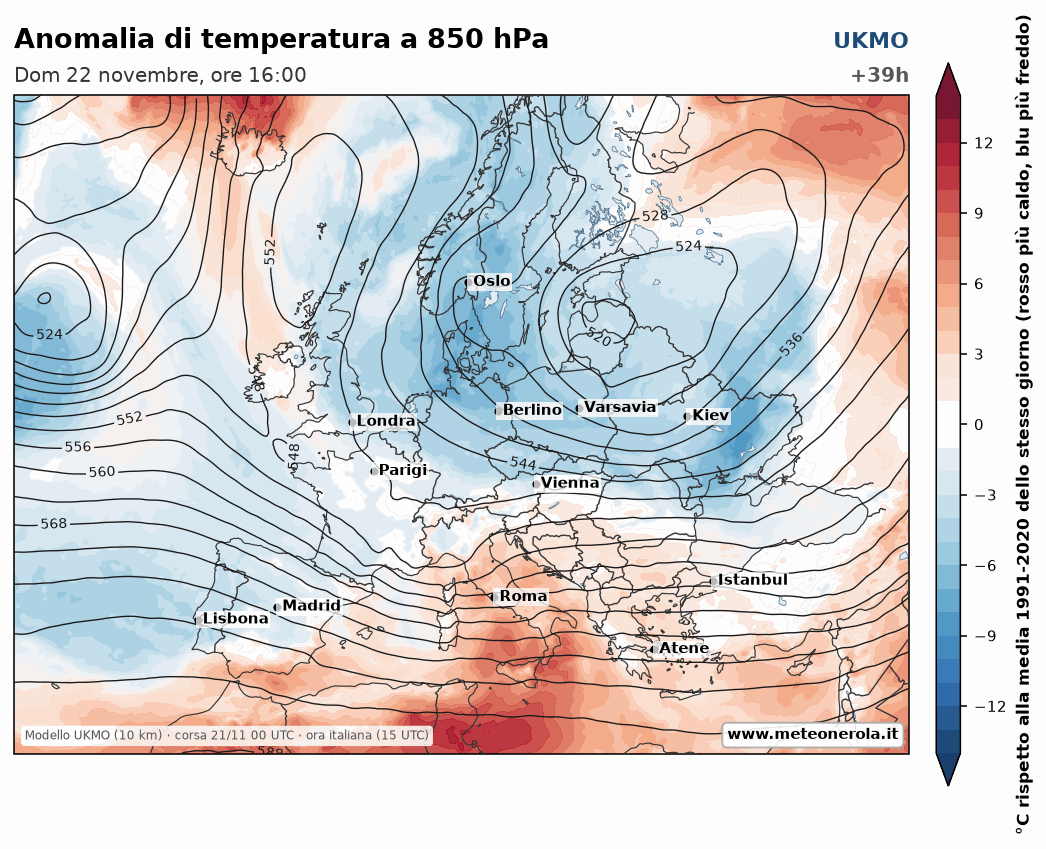 Anomalia di temperatura a 850 hPa
UKMO
Dom 22 novembre, ore 16:00
+39h
552
528
524
524
520
536
Oslo
548
552
Berlino
Varsavia
Kiev
Londra
556
548
544
560
Parigi
Vienna
568
Istanbul
Roma
Madrid
Lisbona
Atene
Modello UKMO (10 km) · corsa 21/11 00 UTC · ora italiana (15 UTC)
www.meteonerola.it
588
12
9
6
3
0
−3
−6
−9
−12
°C rispetto alla media 1991-2020 dello stesso giorno (rosso più caldo, blu più freddo)